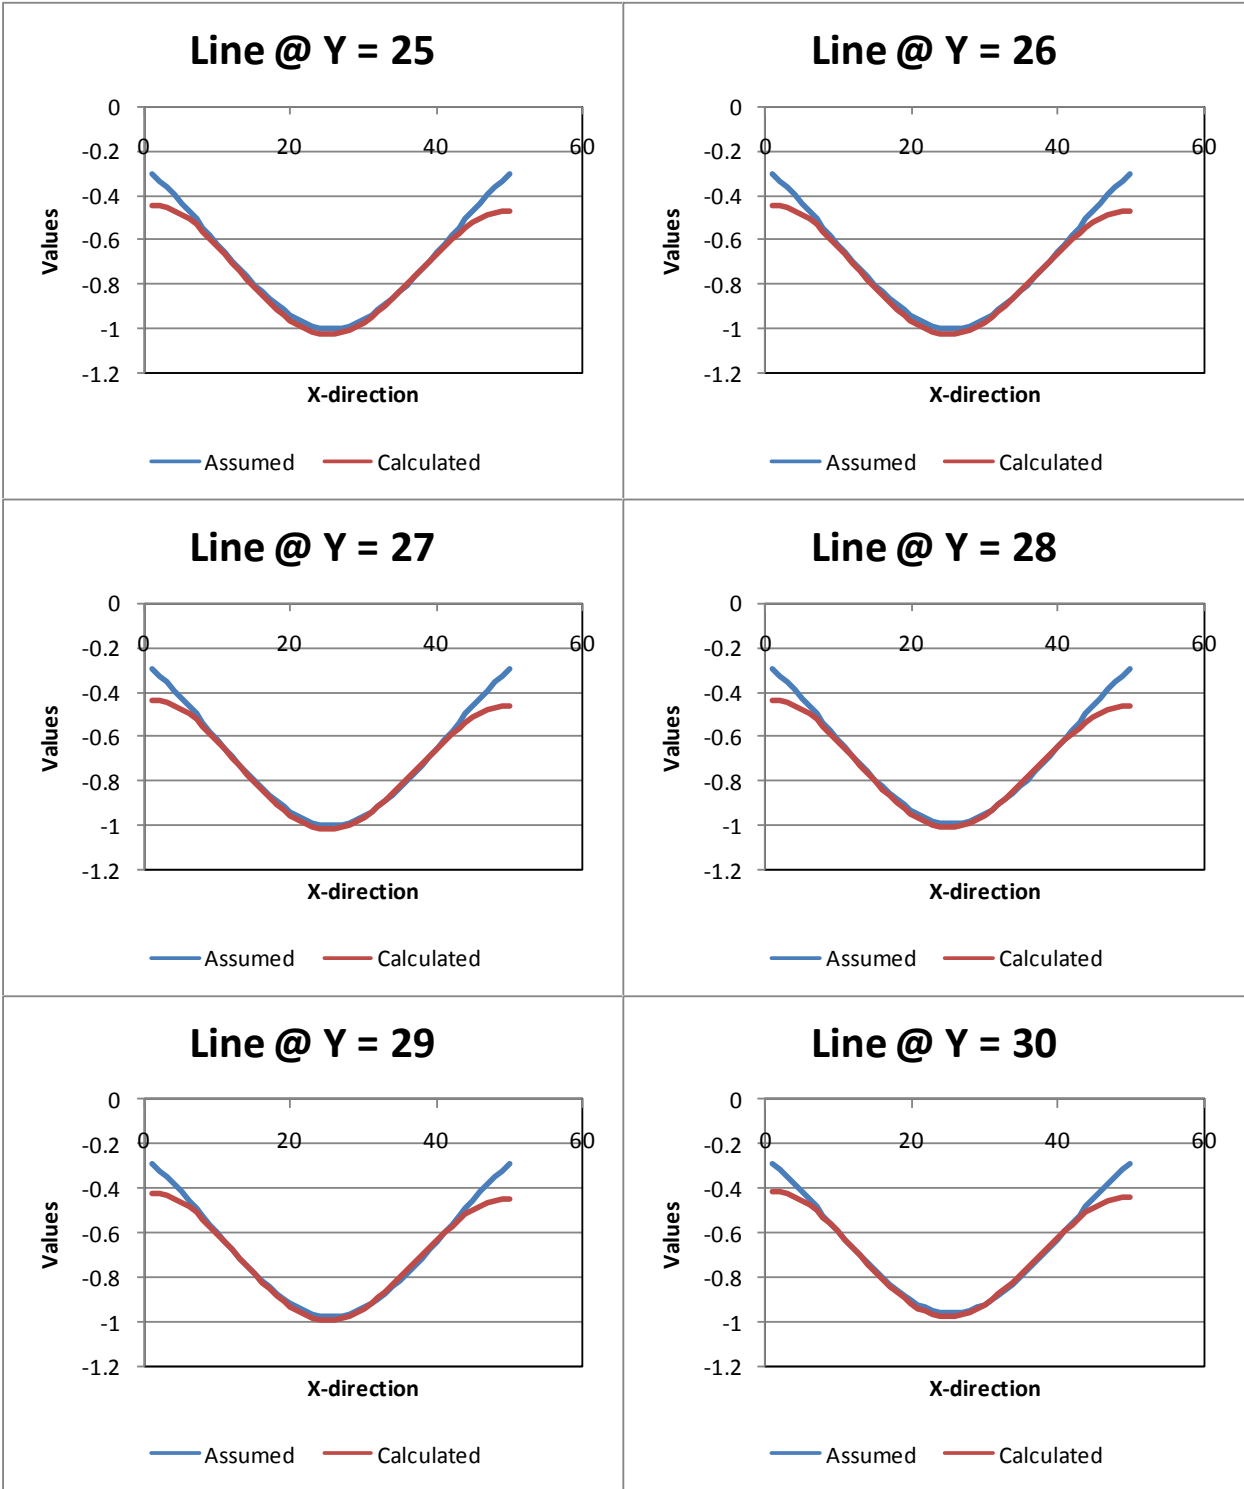 Line @ Y = 25
0
0 20 40 60
-0.2
-0.4
-0.6
-0.8
-1
-1.2
Values
X-direction
Assumed Calculated
Line @ Y = 26
0
0 20 40 60
-0.2
-0.4
-0.6
-0.8
-1
-1.2
Values
X-direction
Assumed Calculated
Line @ Y = 27
0
0 20 40 60
-0.2
-0.4
-0.6
-0.8
-1
-1.2
Values
X-direction
Assumed Calculated
Line @ Y = 28
0
0 20 40 60
-0.2
-0.4
-0.6
-0.8
-1
-1.2
Values
X-direction
Assumed Calculated
Line @ Y = 29
0
0 20 40 60
-0.2
-0.4
-0.6
-0.8
-1
-1.2
Values
X-direction
Assumed Calculated
Line @ Y = 30
0
0 20 40 60
-0.2
-0.4
-0.6
-0.8
-1
-1.2
Values
X-direction
Assumed Calculated